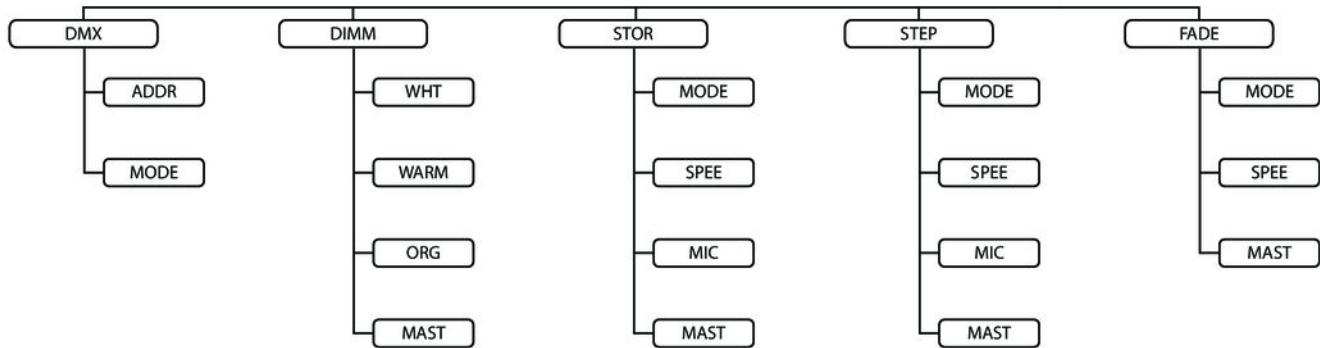 DMX DIMM STOR STEP FADE
ADDR WHT MODE MODE MODE
MODE WARM SPEE SPEE SPEE
ORG MIC MIC MAST
MAST MAST MAST